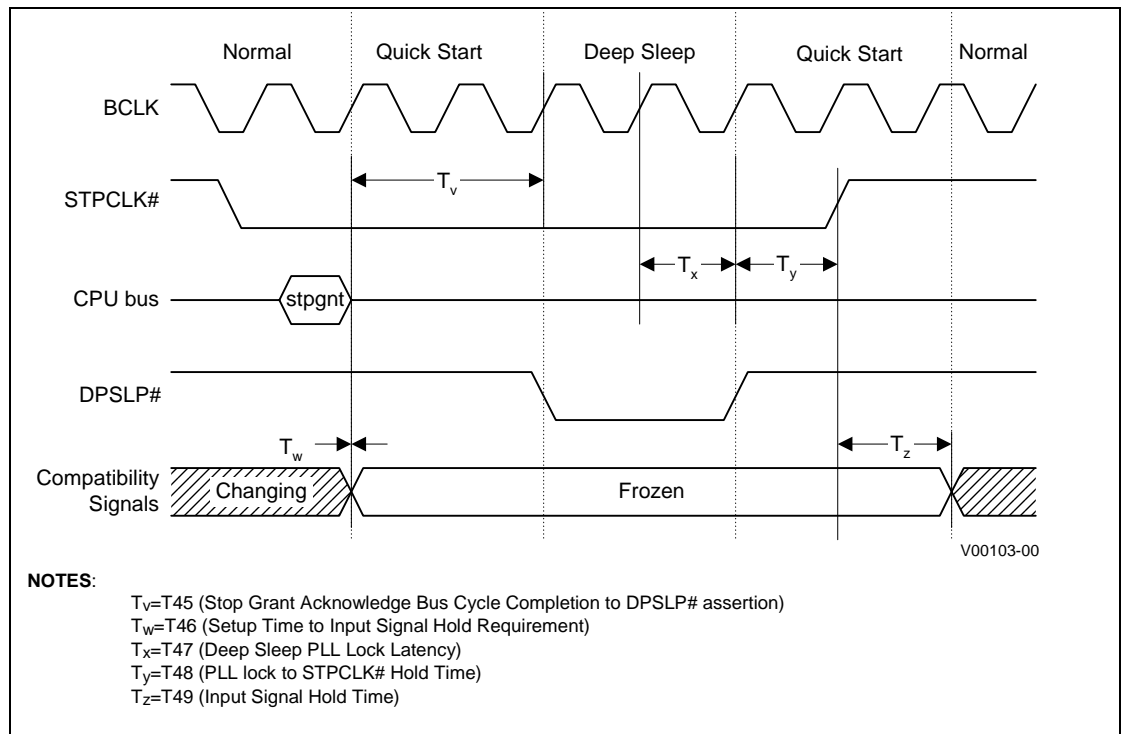 Normal Quick Start Deep Sleep Quick Start Normal
BCLK
Tv
STPCLK#
Tx Ty
CPU bus stpgnt
DPSLP#
Tw Tz
Compatibility
Signals
Changing Frozen
V00103-00
NOTES:
Tv=T45 (Stop Grant Acknowledge Bus Cycle Completion to DPSLP# assertion)
Tw=T46 (Setup Time to Input Signal Hold Requirement)
Tx=T47 (Deep Sleep PLL Lock Latency)
Ty=T48 (PLL lock to STPCLK# Hold Time)
Tz=T49 (Input Signal Hold Time)